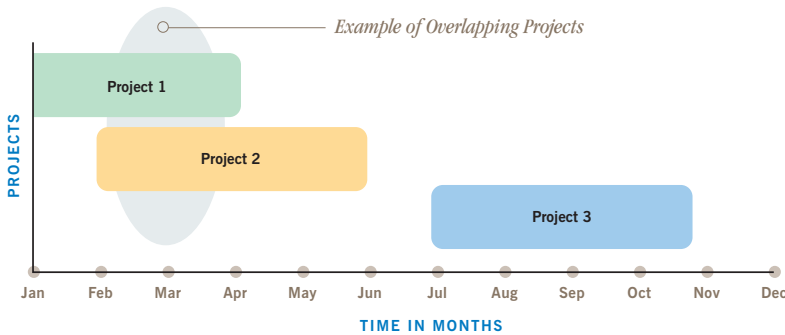 Example of Overlapping Projects
Project 1
Project 2
Project 3
PROJECTS
Jan Feb Mar Apr May Jun Jul Aug Sep Oct Nov Dec
TIME IN MONTHS